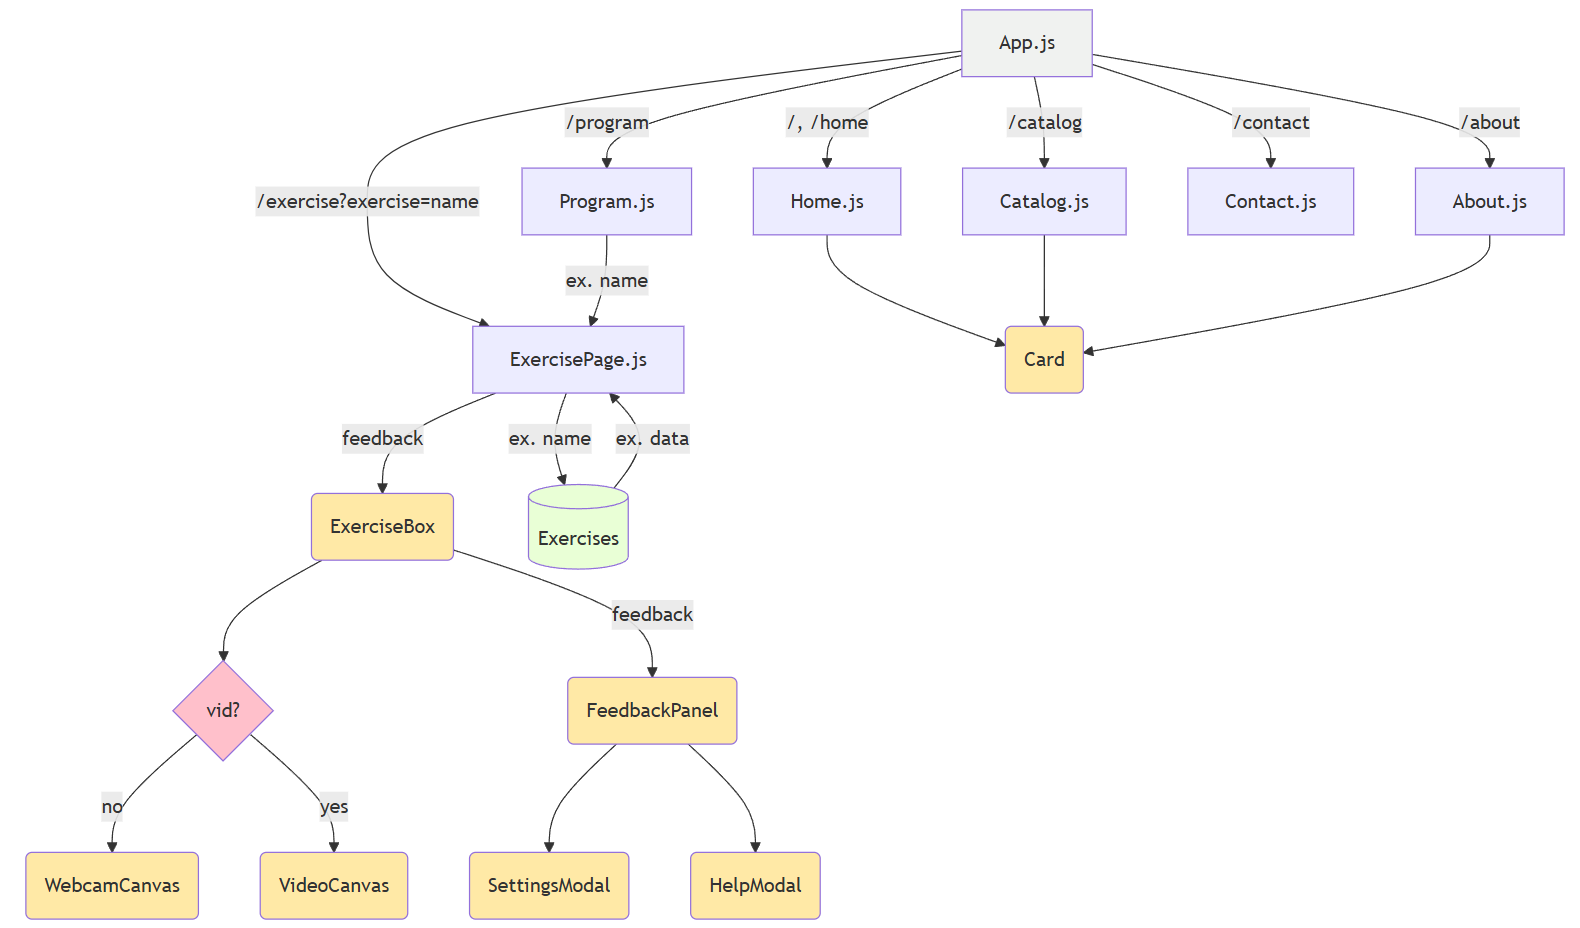 App.js
/program
/, /home
/catalog
/contact
/about
/exercise?exercise=name
Program.js
Home.js
Catalog.js
Contact.js
About.js
ex. name
ExercisePage.js
Card
feedback
ex. name
ex. data
ExerciseBox
Exercises
feedback
vid?
FeedbackPanel
no
yes
WebcamCanvas
VideoCanvas
SettingsModal
HelpModal